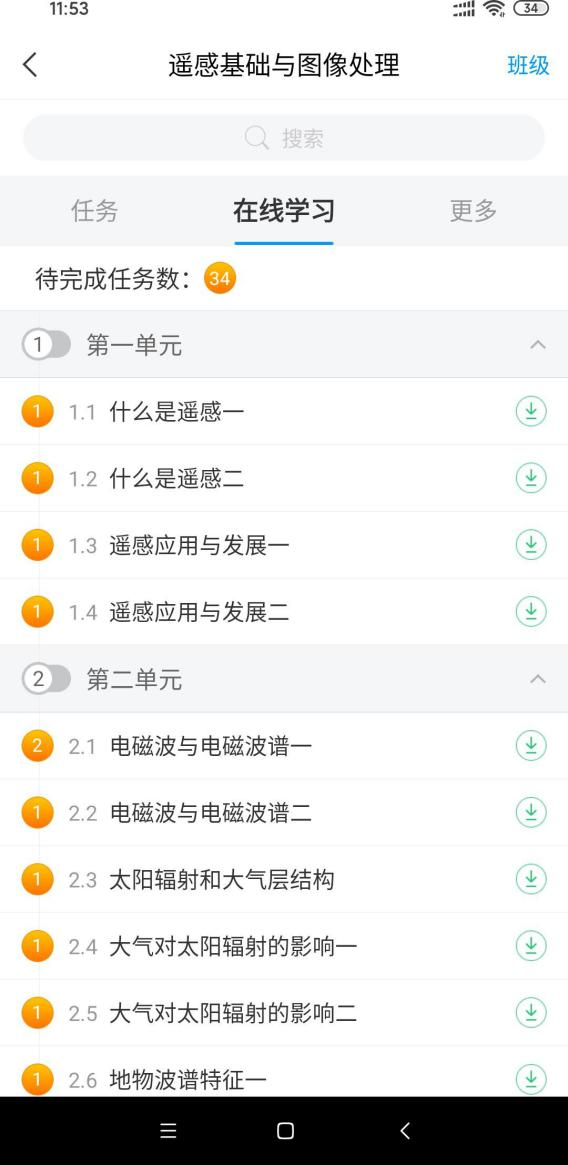 11:53
34
遥感基础与图像处理
班级
搜索
任务
在线学习
更多
待完成任务数：34
1 第一单元
1 1.1 什么是遥感一
1 1.2 什么是遥感二
1 1.3 遥感应用与发展一
1 1.4 遥感应用与发展二
2 第二单元
2 2.1 电磁波与电磁波谱一
1 2.2 电磁波与电磁波谱二
1 2.3 太阳辐射和大气层结构
1 2.4 大气对太阳辐射的影响一
1 2.5 大气对太阳辐射的影响二
1 2.6 地物波谱特征一